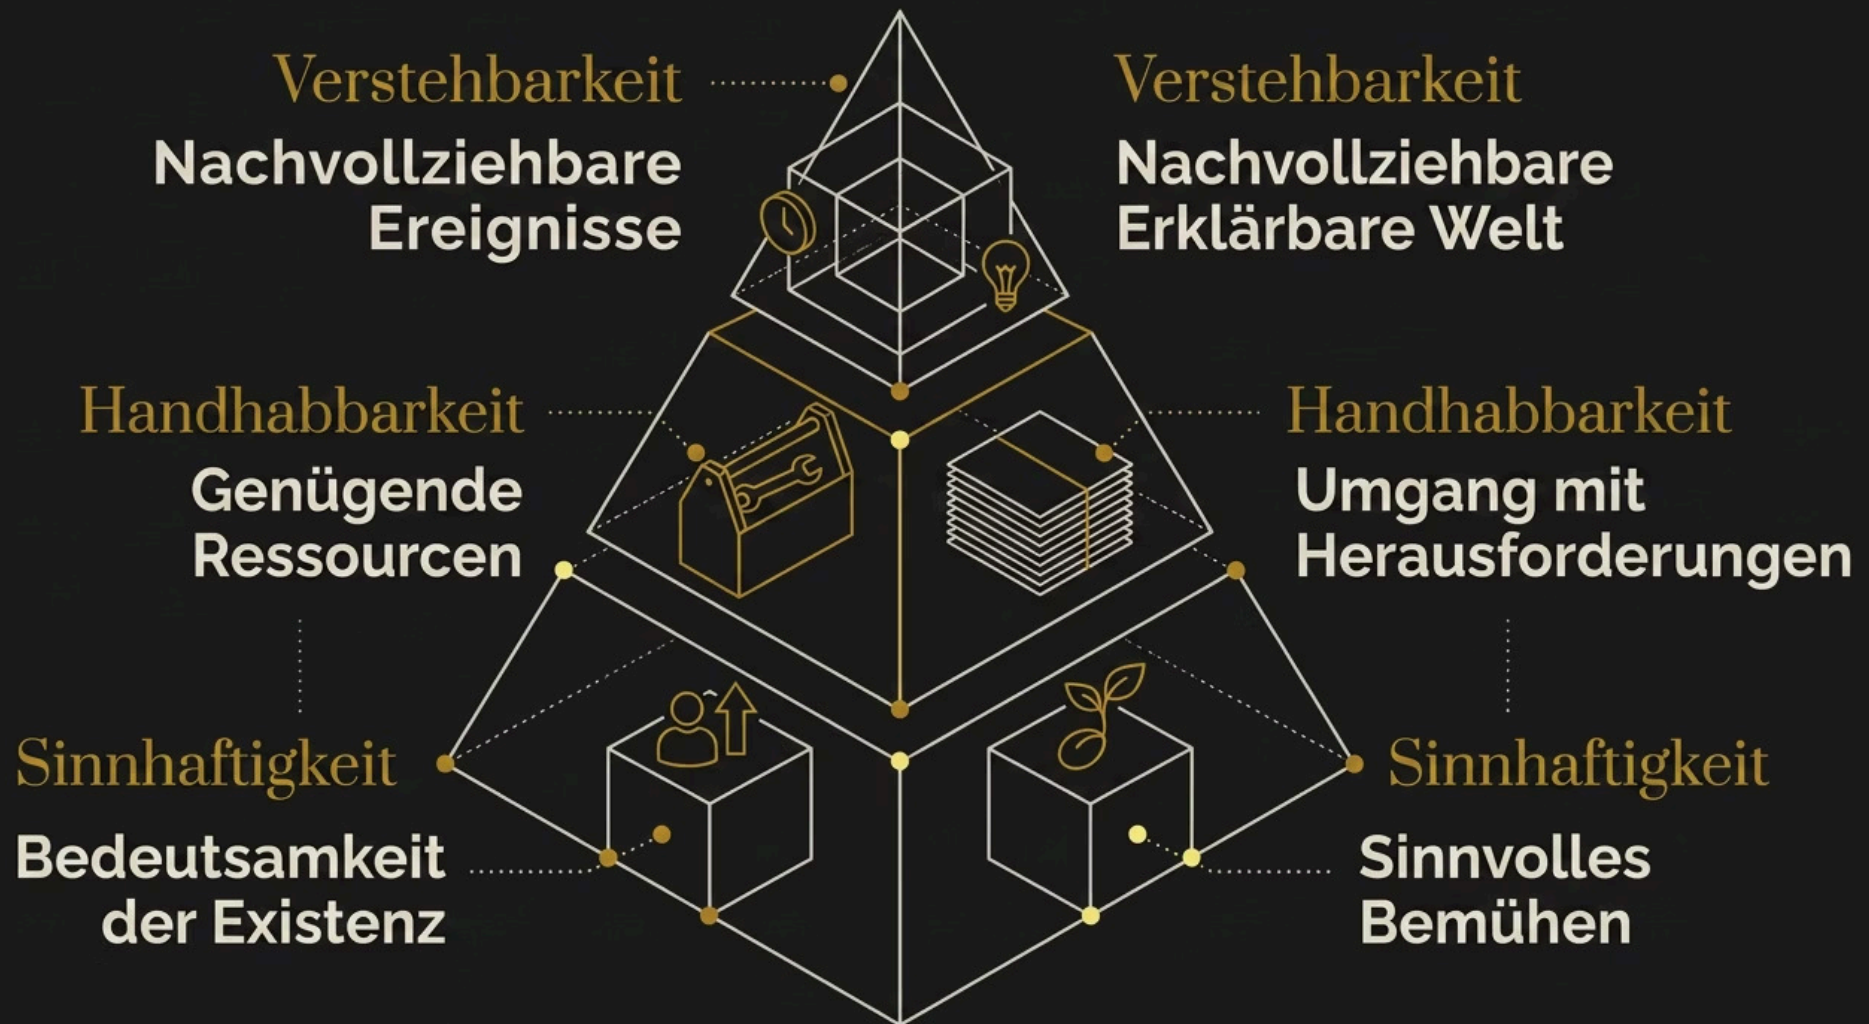 Verstehbarkeit
Nachvollziehbare
Ereignisse
Verstehbarkeit
Nachvollziehbare
Erklärbare Welt
Handhabbarkeit
Genügende
Ressourcen
Handhabbarkeit
Umgang mit
Herausforderungen
Sinnhaftigkeit
Bedeutsamkeit
der Existenz
Sinnhaftigkeit
Sinnvolles
Bemühen